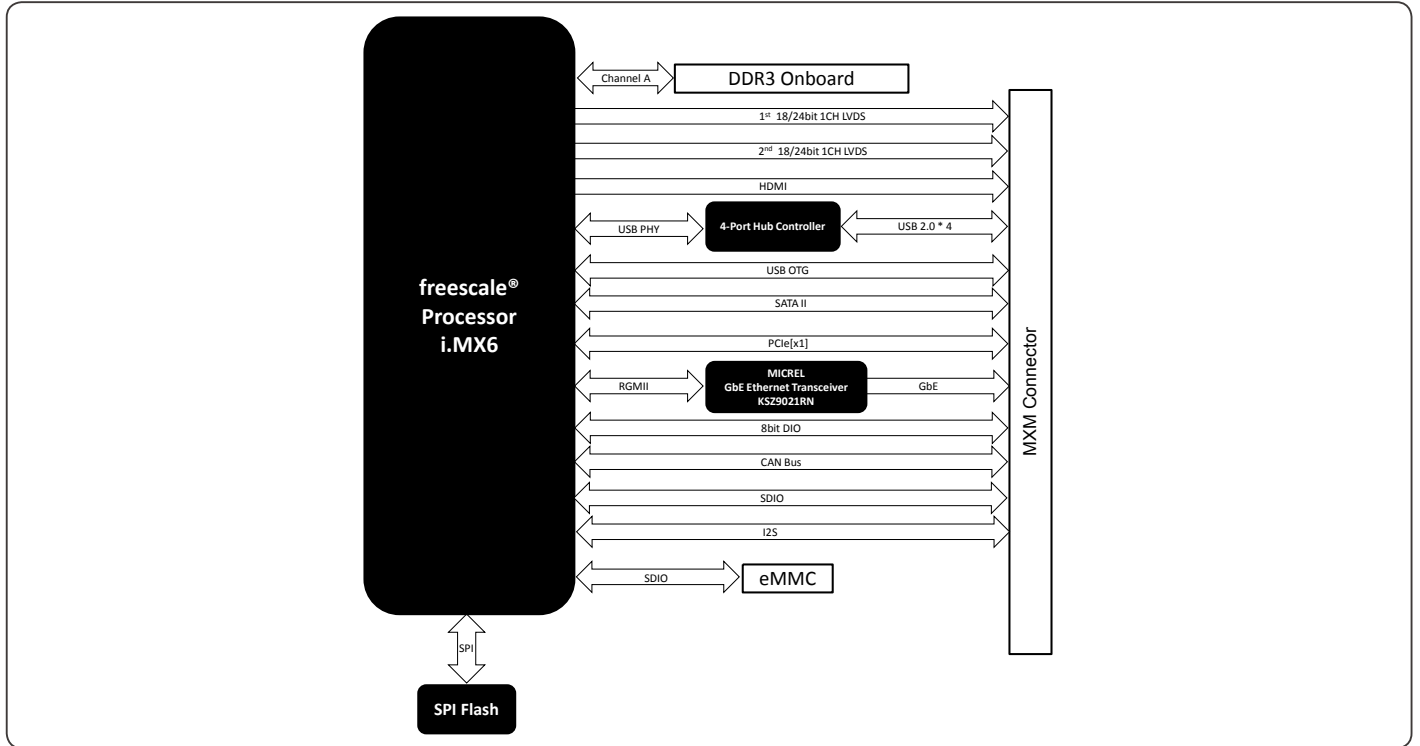 Channel A
DDR3 Onboard
1st 18/24bit 1CH LVDS
2nd 18/24bit 1CH LVDS
HDMI
USB PHY
4-Port Hub Controller
USB 2.0 * 4
USB OTG
freescale®
Processor
i.MX6
SATA II
PCIe[x1]
MXM Connector
RGMII
MICREL
GbE Ethernet Transceiver
KSZ9021RN
GbE
8bit DIO
CAN Bus
SDIO
I2S
SDIO
eMMC
SPI
SPI Flash